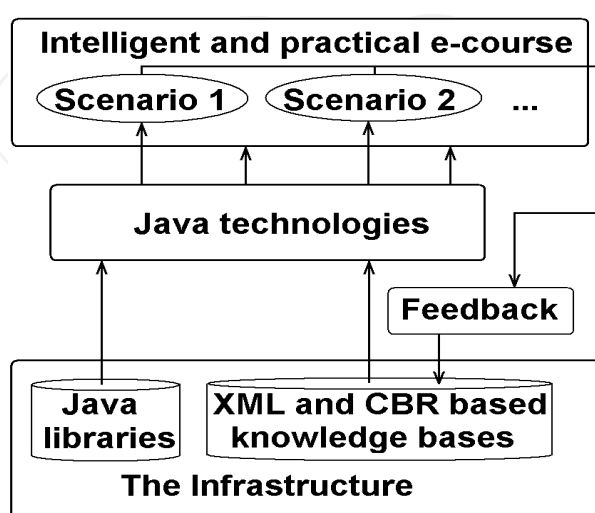 Intelligent and practical e-course
Scenario 1
Scenario 2
...
Java technologies
Feedback
Java
libraries
XML and CBR based
knowledge bases
The Infrastructure